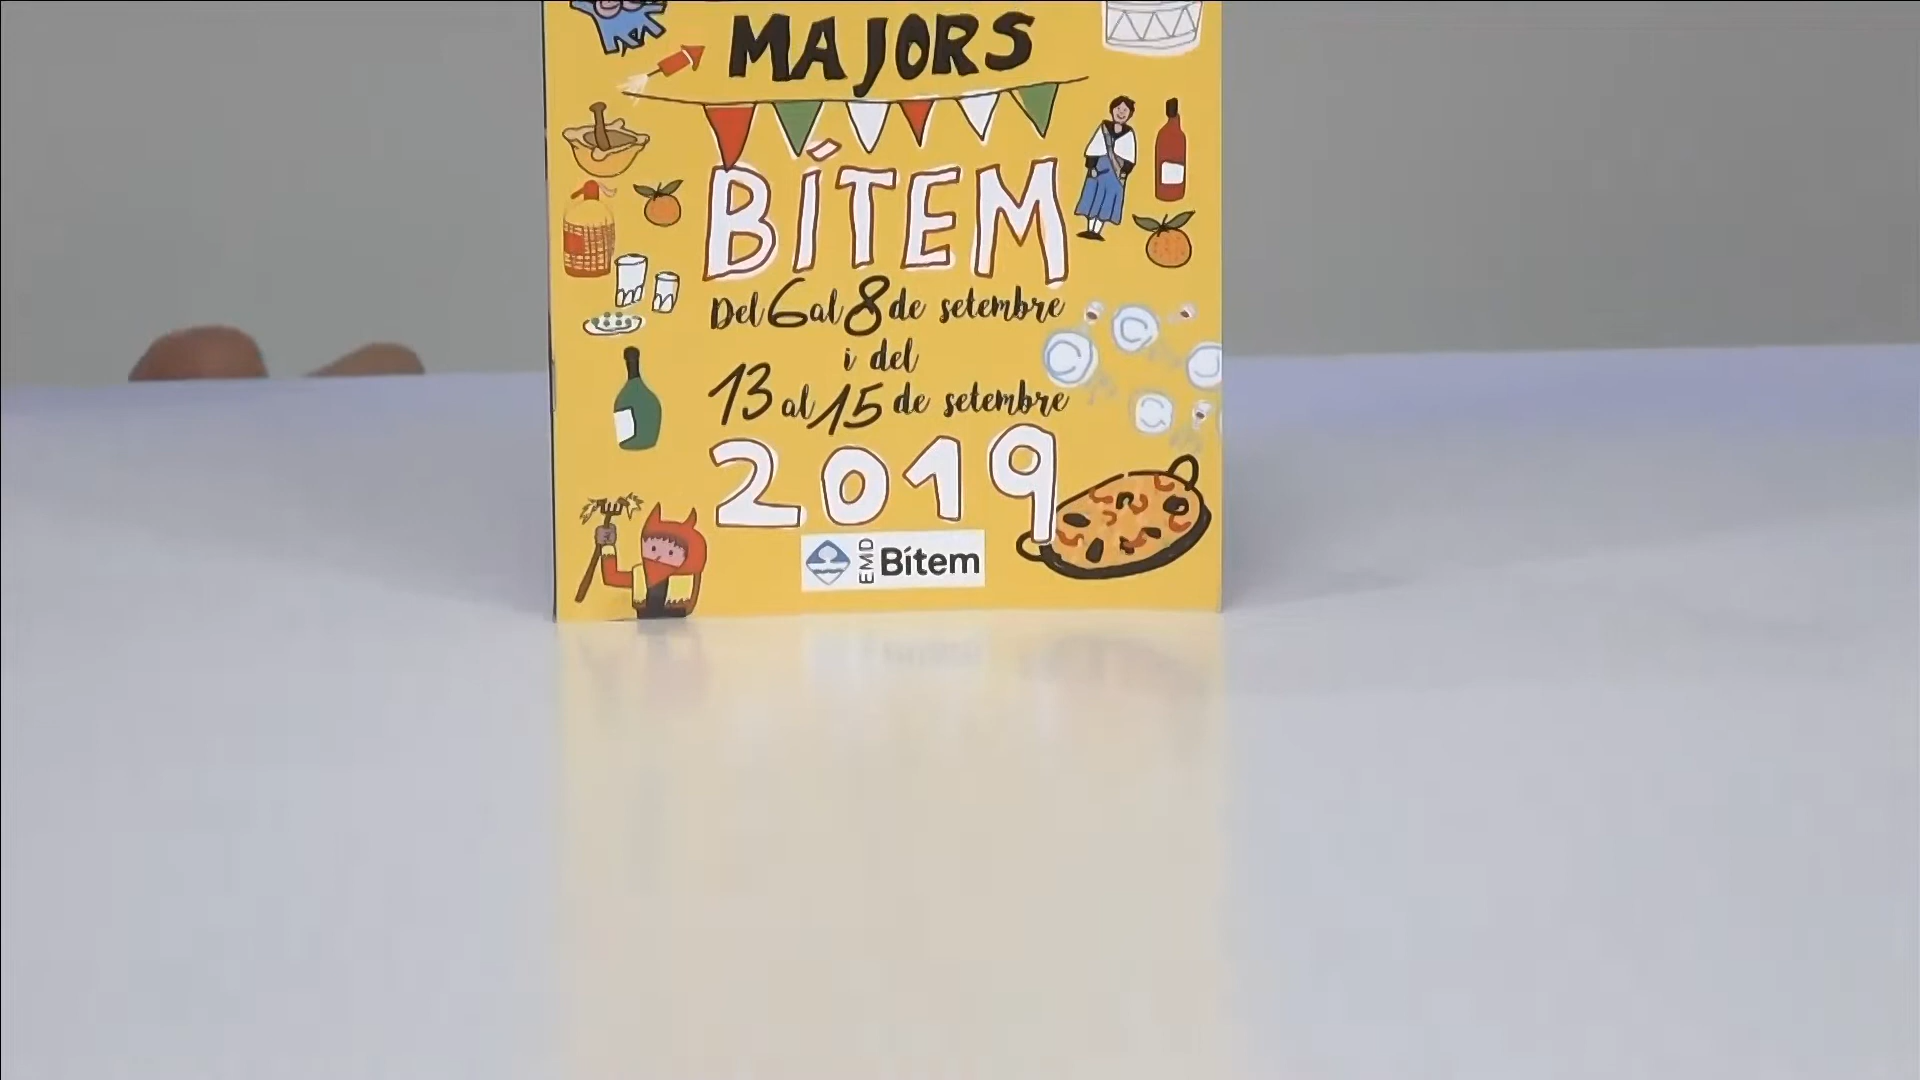 MAJORS
BÍTEM
Del 6 al 8 de setembre
i del
13 al 15 de setembre
2019
EMD Bítem